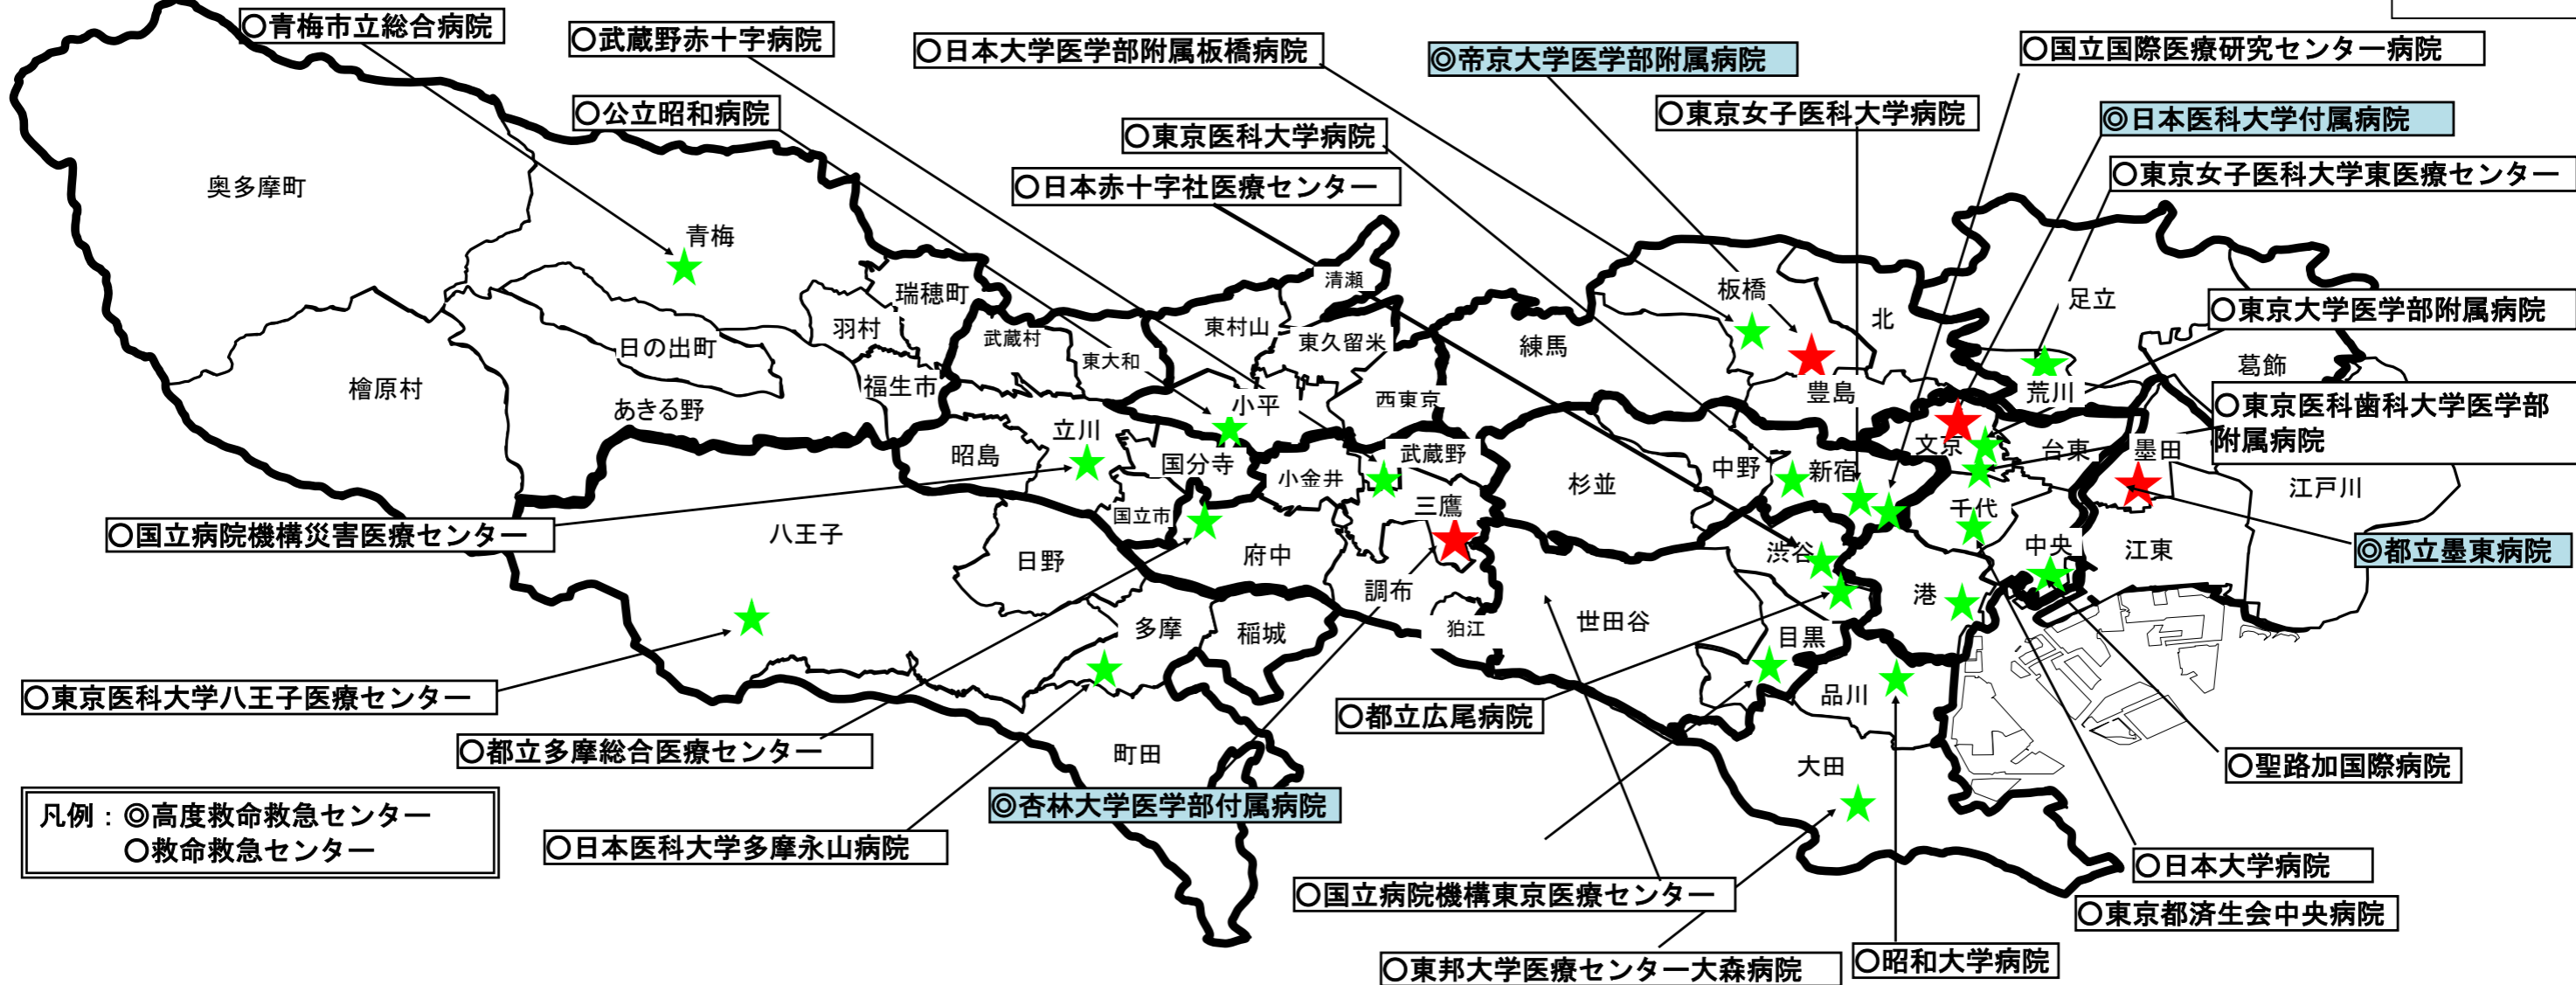 ○青梅市立総合病院
○武蔵野赤十字病院
○日本大学医学部附属板橋病院
◎帝京大学医学部附属病院
○国立国際医療研究センター病院
○公立昭和病院
○東京医科大学病院
○東京女子医科大学病院
◎日本医科大学付属病院
○日本赤十字社医療センター
○東京女子医科大学東医療センター
奥多摩町
青梅
瑞穂町
羽村
日の出町
檜原村
あきる野
福生市
武蔵村
東大和
東村山
清瀬
東久留米
西東京
小平
練馬
板橋
北
足立
豊島
荒川
葛飾
○東京大学医学部附属病院
○東京医科歯科大学医学部
附属病院
昭島
立川
国分寺
小金井
武蔵野
三鷹
杉並
中野
新宿
文京
台東
墨田
江戸川
○国立病院機構災害医療センター
八王子
日野
国立市
府中
調布
狛江
世田谷
渋谷
千代
中央
江東
◎都立墨東病院
港
目黒
品川
多摩
稲城
町田
大田
○東京医科大学八王子医療センター
○都立多摩総合医療センター
○都立広尾病院
○聖路加国際病院
凡例：◎高度救命救急センター
○救命救急センター
◎杏林大学医学部付属病院
○日本医科大学多摩永山病院
○国立病院機構東京医療センター
○日本大学病院
○東京都済生会中央病院
○東邦大学医療センター大森病院
○昭和大学病院